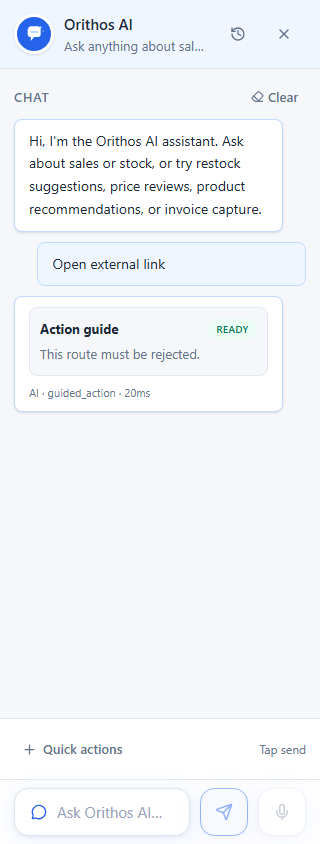 Orithos AI
Ask anything about sal...
CHAT
Clear
Hi, I'm the Orithos AI assistant. Ask
about sales or stock, or try restock
suggestions, price reviews, product
recommendations, or invoice capture.
Open external link
Action guide
READY
This route must be rejected.
AI · guided_action · 20ms
Quick actions
Tap send
Ask Orithos AI...